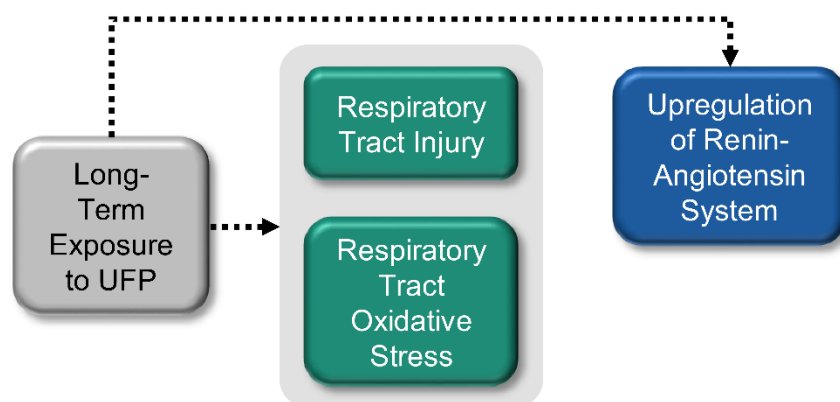 Long-
Term
Exposure
to UFP
Respiratory
Tract Injury
Respiratory
Tract
Oxidative
Stress
Upregulation
of Renin-
Angiotensin
System